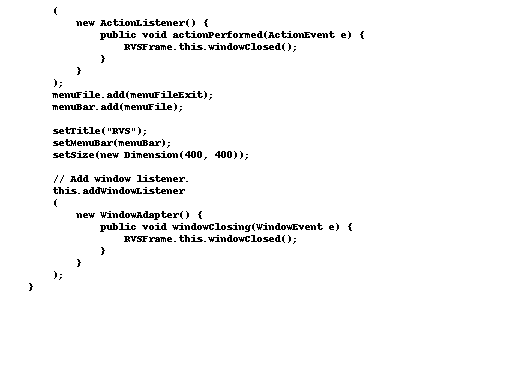 (
new ActionListener() {
public void actionPerformed(ActionEvent e) {
RVSFrame.this.windowClosed();
}
}
);
menuFile.add(menuFileExit);
menuBar.add(menuFile);
setTitle("RVS");
setMenuBar(menuBar);
setSize(new Dimension(400, 400));
// Add window listener.
this.addWindowListener
(
new WindowAdapter() {
public void windowClosing(WindowEvent e) {
RVSFrame.this.windowClosed();
}
}
);
}